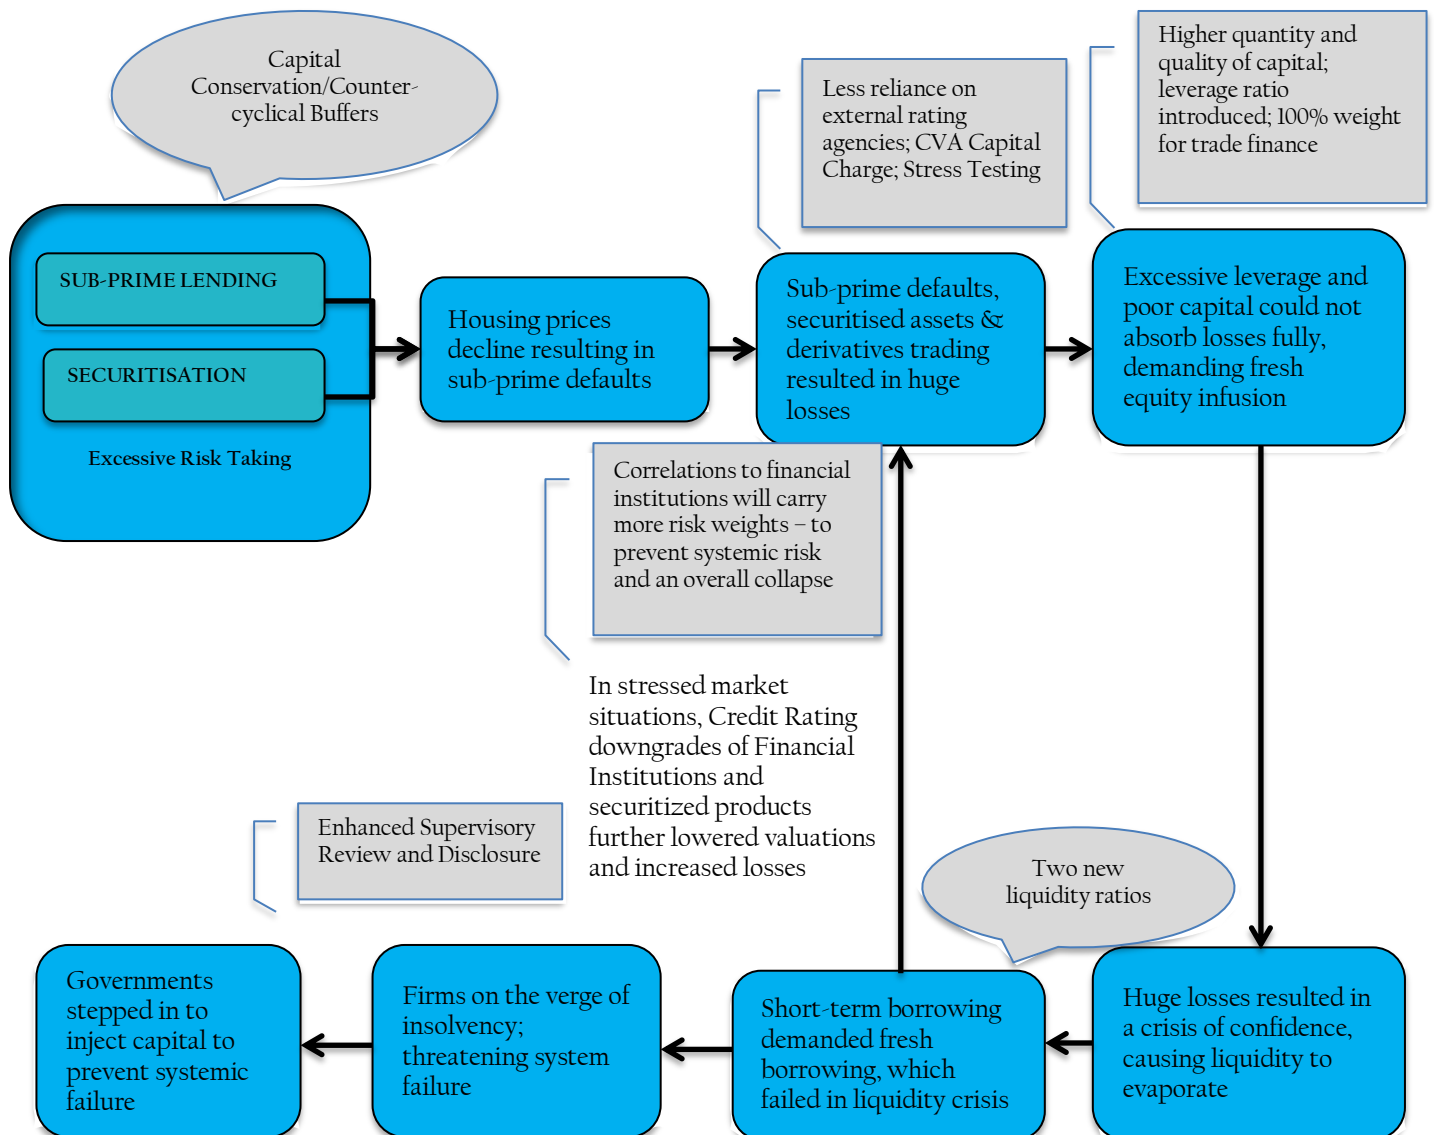 Capital
Conservation/Counter-
cyclical Buffers
Less reliance on
external rating
agencies; CVA Capital
Charge; Stress Testing
Higher quantity and
quality of capital;
leverage ratio
introduced; 100% weight
for trade finance
SUB-PRIME LENDING
SECURITISATION
Excessive Risk Taking
Housing prices
decline resulting in
sub-prime defaults
Sub-prime defaults,
securitised assets &
derivatives trading
resulted in huge
losses
Excessive leverage and
poor capital could not
absorb losses fully,
demanding fresh
equity infusion
Correlations to financial
institutions will carry
more risk weights – to
prevent systemic risk
and an overall collapse
In stressed market
situations, Credit Rating
downgrades of Financial
Institutions and
securitized products
further lowered valuations
and increased losses
Enhanced Supervisory
Review and Disclosure
Two new
liquidity ratios
Governments
stepped in to
inject capital to
prevent systemic
failure
Firms on the verge of
insolvency;
threatening system
failure
Short-term borrowing
demanded fresh
borrowing, which
failed in liquidity crisis
Huge losses resulted in
a crisis of confidence,
causing liquidity to
evaporate